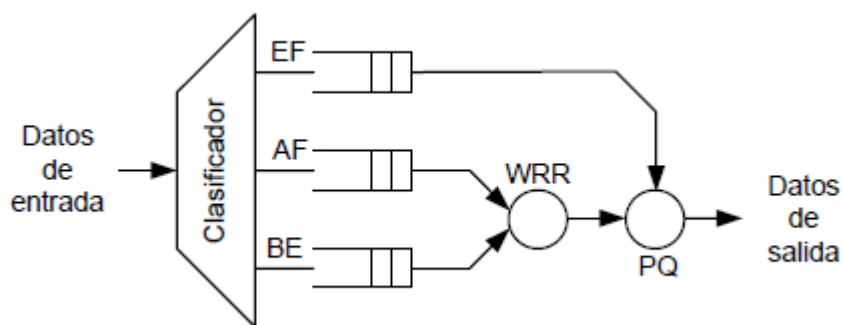 Datos
de
entrada
Clasificador
EF
AF
BE
WRR
PQ
Datos
de
salida